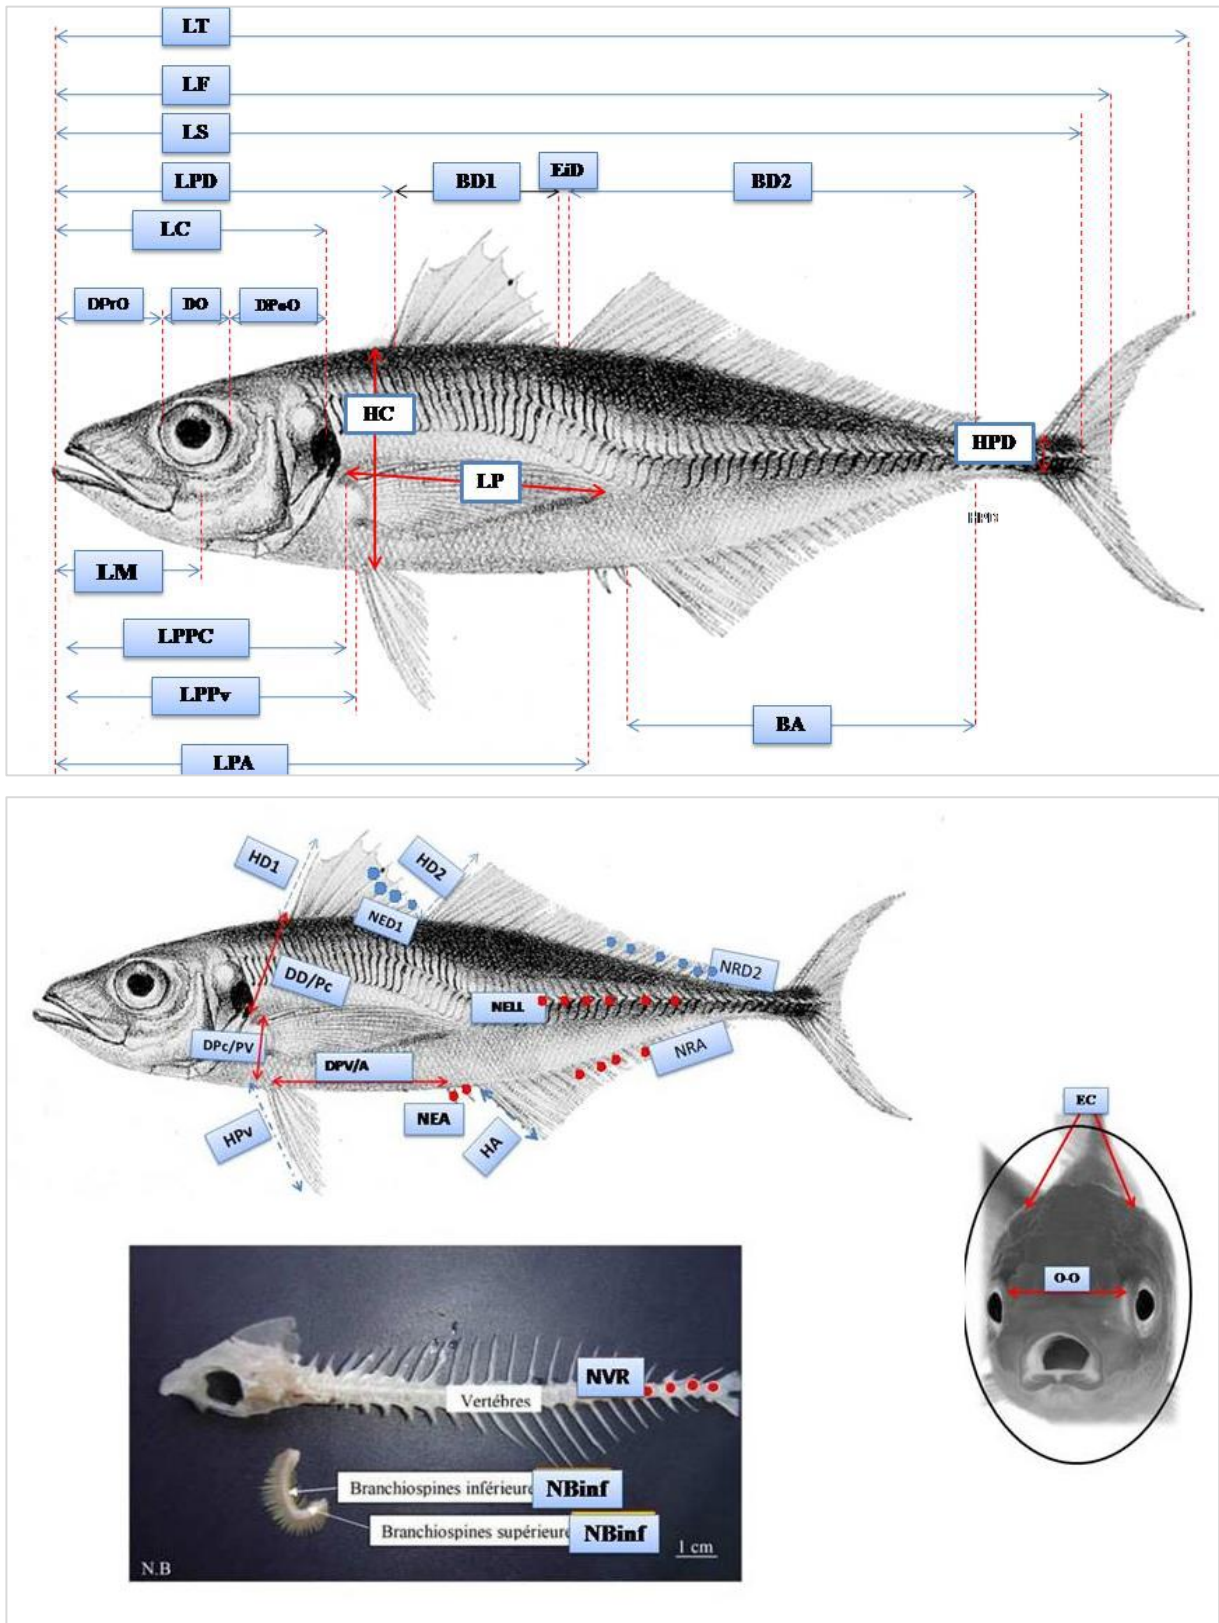 LT
LF
LS
LPD
BD1
EiD
BD2
LC
DPrO
DO
DPoO
HC
HPD
LP
LM
LPPC
LPPv
BA
LPA
HD1
HD2
NED1
DD/Pc
NRD2
NELL
DPc/PV
NRA
DPV/A
NEA
HPv
HA
EC
O-O
NVR
Vertébres
Branchiospines inférieure NBinf
Branchiospines supérieure NBinf
1 cm
N.B